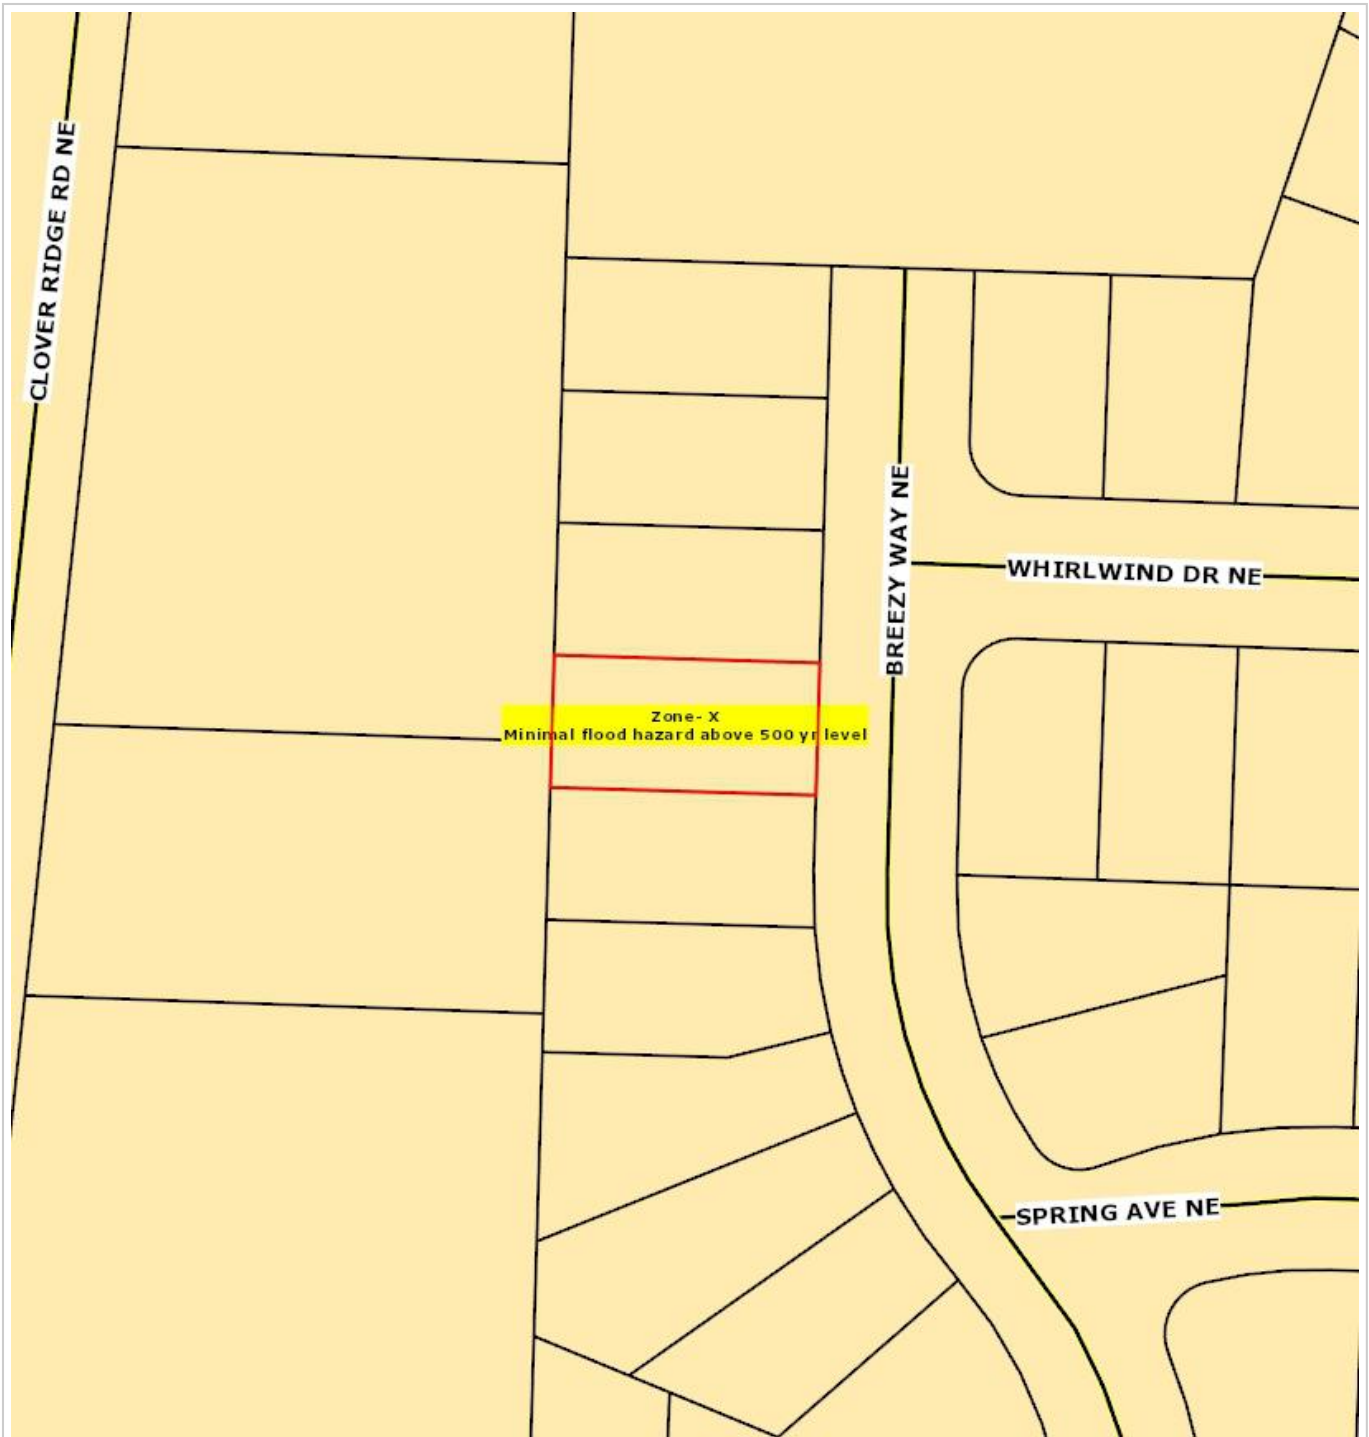 CLOVER RIDGE RD NE
BREEZY WAY NE
WHIRLWIND DR NE
Zone- X
Minimal flood hazard above 500 yr level
SPRING AVE NE